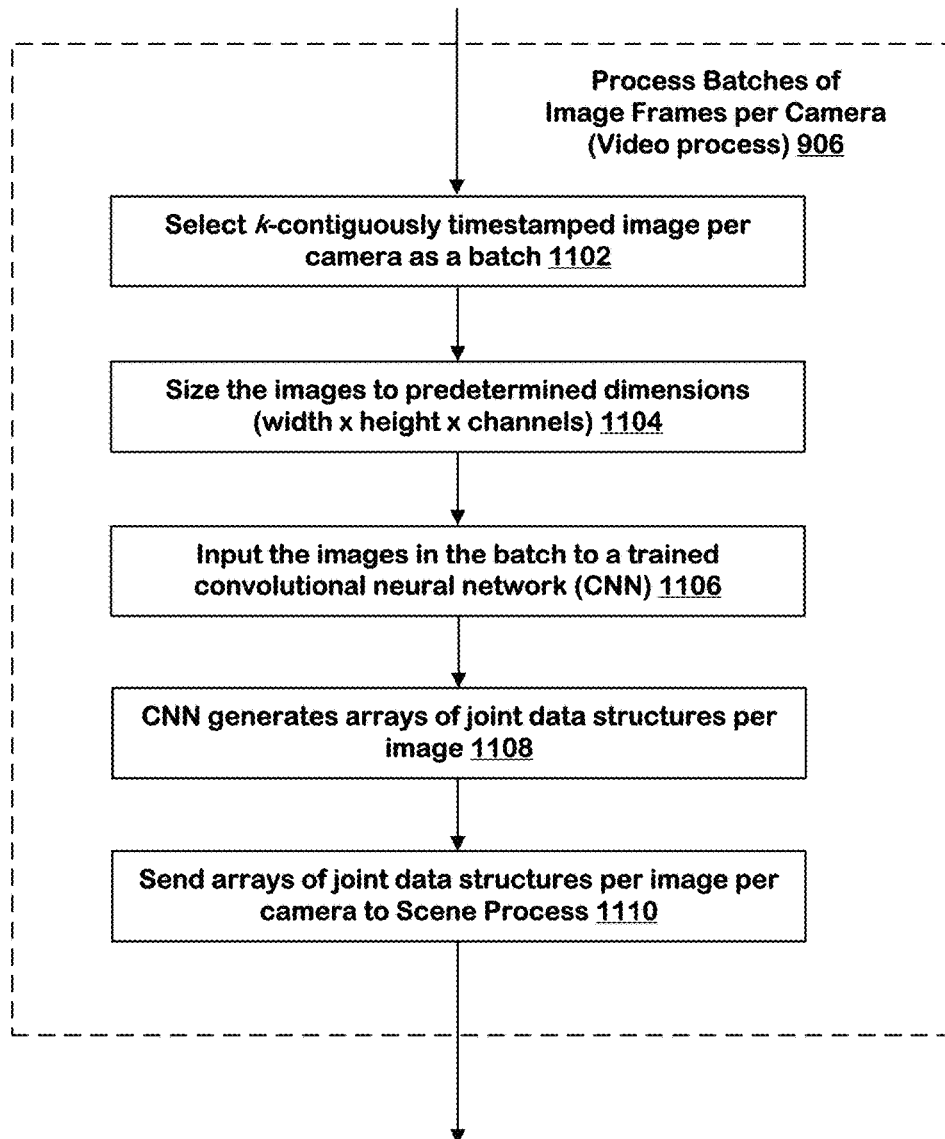 Process Batches of
Image Frames per Camera
(Video process) 906
Select k-contiguously timestamped image per
camera as a batch 1102
Size the images to predetermined dimensions
(width x height x channels) 1104
Input the images in the batch to a trained
convolutional neural network (CNN) 1106
CNN generates arrays of joint data structures per
image 1108
Send arrays of joint data structures per image per
camera to Scene Process 1110